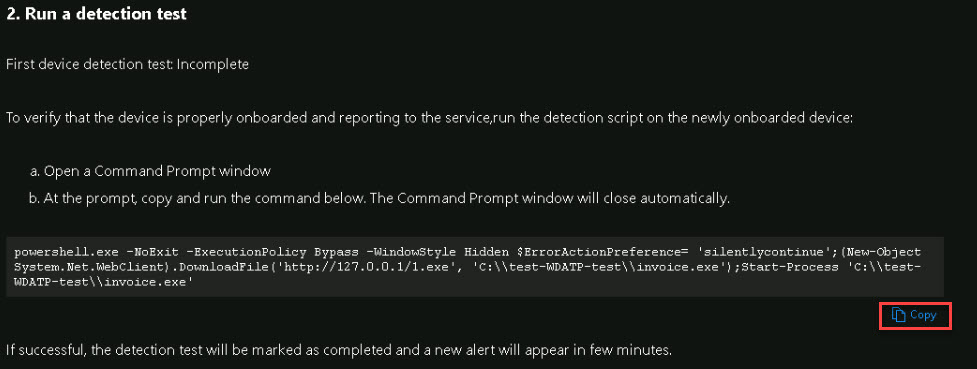 2. Run a detection test
First device detection test: Incomplete
To verify that the device is properly onboarded and reporting to the service,run the detection script on the newly onboarded device:
a. Open a Command Prompt window
b. At the prompt, copy and run the command below. The Command Prompt window will close automatically.
powershell.exe -NoExit -ExecutionPolicy Bypass -WindowStyle Hidden $ErrorActionPreference= 'silentlycontinue';(New-Object
System.Net.WebClient).DownloadFile('http://127.0.0.1/1.exe', 'C:\\test-WDATP-test\\invoice.exe');Start-Process 'C:\\test-
WDATP-test\\invoice.exe'
Copy
If successful, the detection test will be marked as completed and a new alert will appear in few minutes.